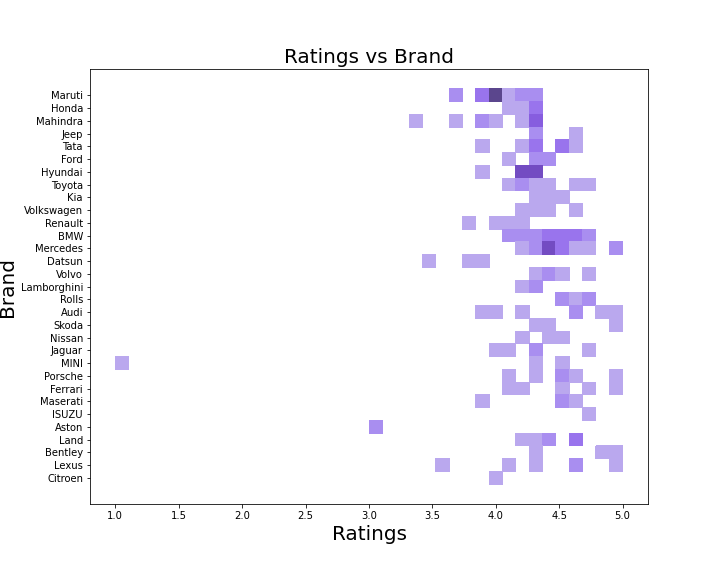 Ratings vs Brand
Brand
Maruti
Honda
Mahindra
Jeep
Tata
Ford
Hyundai
Toyota
Kia
Volkswagen
Renault
BMW
Mercedes
Datsun
Volvo
Lamborghini
Rolls
Audi
Skoda
Nissan
Jaguar
MINI
Porsche
Ferrari
Maserati
ISUZU
Aston
Land
Bentley
Lexus
Citroen
1.0 1.5 2.0 2.5 3.0 3.5 4.0 4.5 5.0
Ratings